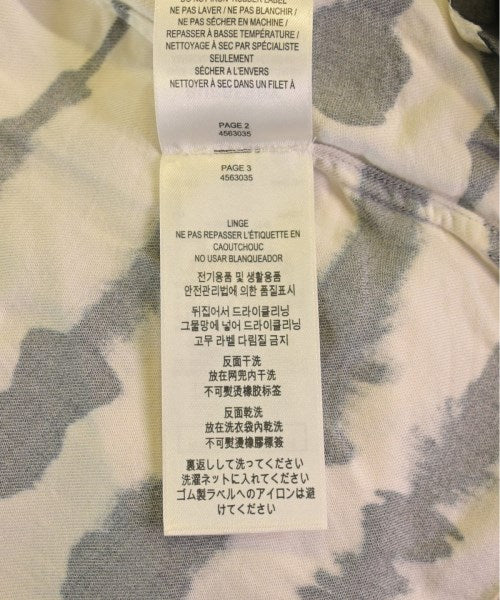 DO NOT IRON RUBBER LABEL
NE PAS LAVER / NE PAS BLANCHIR/
NE PAS SÉCHER EN MACHINE /
REPASSER À BASSE TEMPÉRATURE /
NETTOYAGE À SEC PAR SPÉCIALISTE
SEULEMENT
SÉCHER A L'ENVERS
NETTOYER À SEC DANS UN FILET À
PAGE 2
4563035
PAGE 3
4563035
LINGE
NE PAS REPASSER L'ÉTIQUETTE EN
CAOUTCHOUC
NO USAR BLANQUEADOR
전기용품 및 생활용품
안전관리법에 의한 품질표시
뒤집어서 드라이클리닝
그물망에 넣어 드라이클리닝
고무 라벨 다림질 금지
反面干洗
放在网兜内干洗
不可熨烫橡胶标签
反面乾洗
放在洗衣袋內乾洗
不可熨燙橡膠標簽
裏返しして洗ってください
洗濯ネットに入れてください
ゴム製ラベルへのアイロンは避
けてください